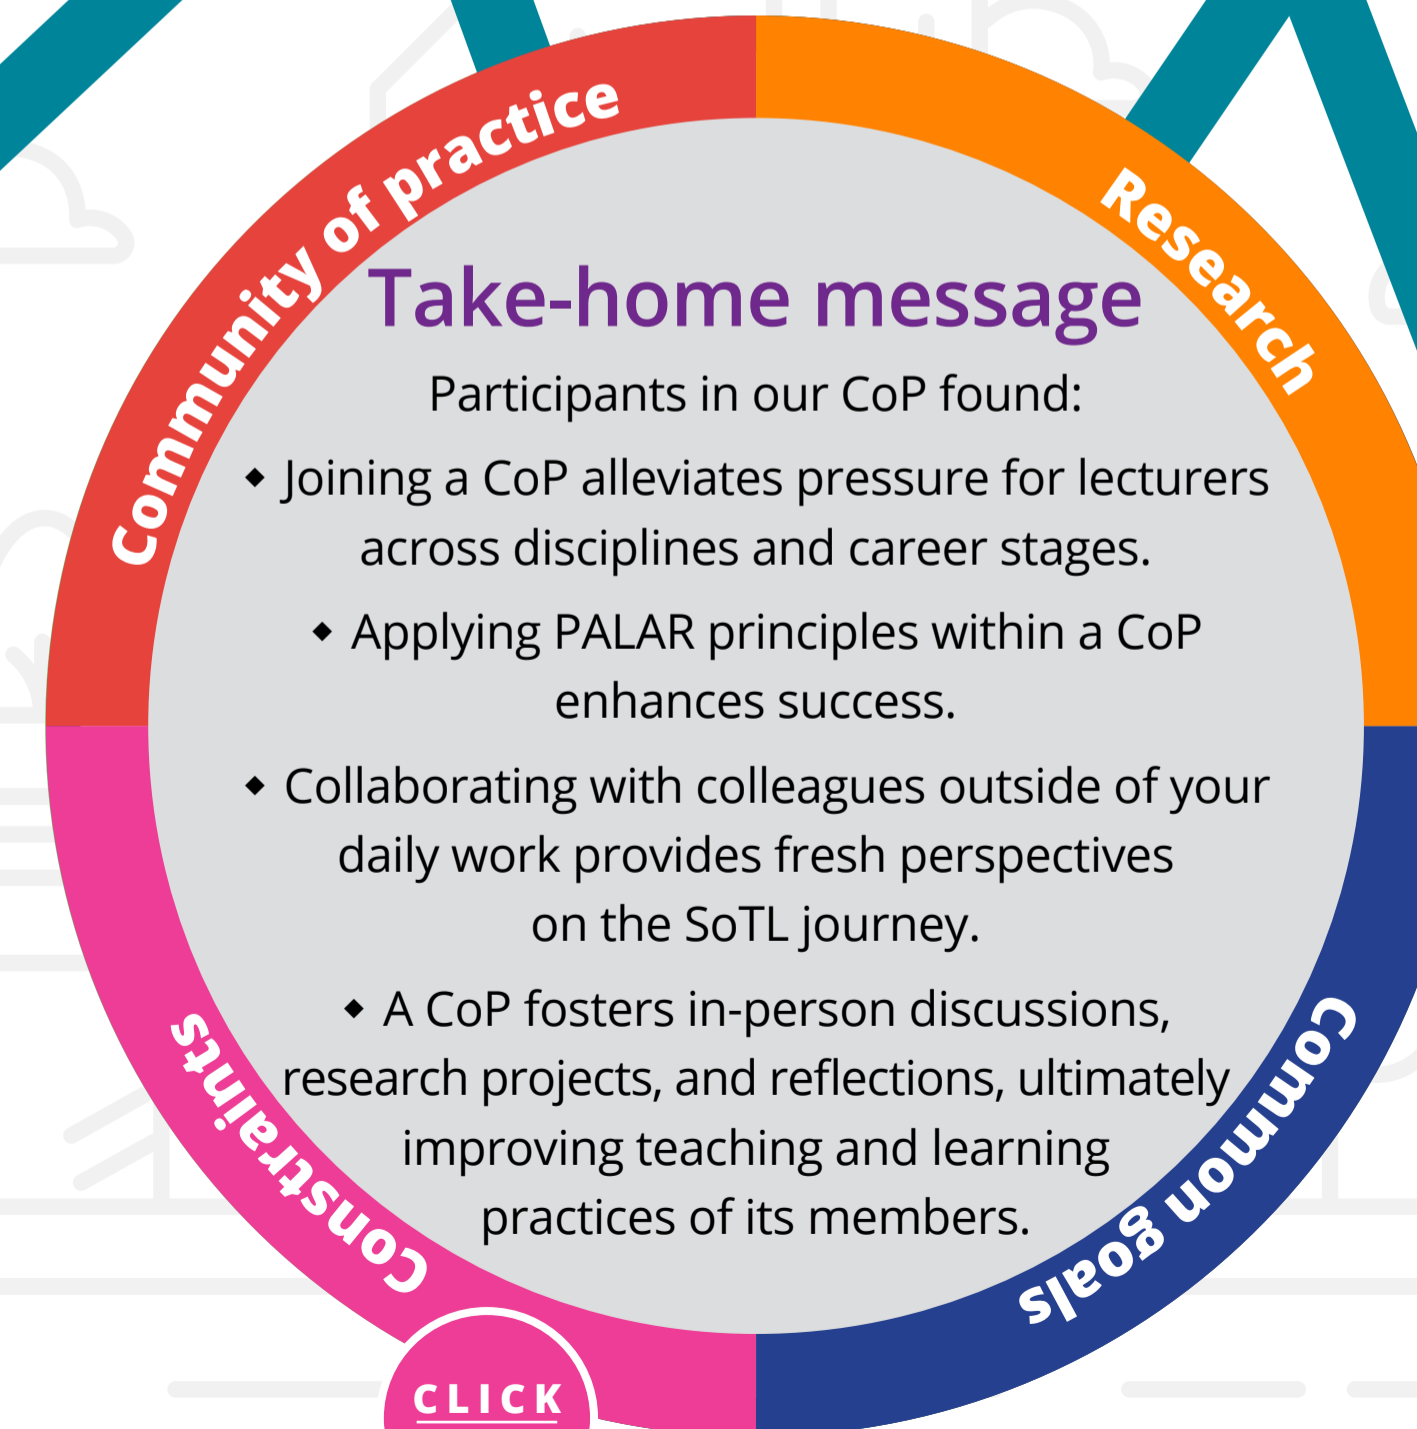 Community of practice
Research
Take-home message
Participants in our CoP found:
◆ Joining a CoP alleviates pressure for lecturers
across disciplines and career stages.
◆ Applying PALAR principles within a CoP
enhances success.
◆ Collaborating with colleagues outside of your
daily work provides fresh perspectives
on the SoTL journey.
◆ A CoP fosters in-person discussions,
research projects, and reflections, ultimately
improving teaching and learning
practices of its members.
Constraints
Common goals
CLICK